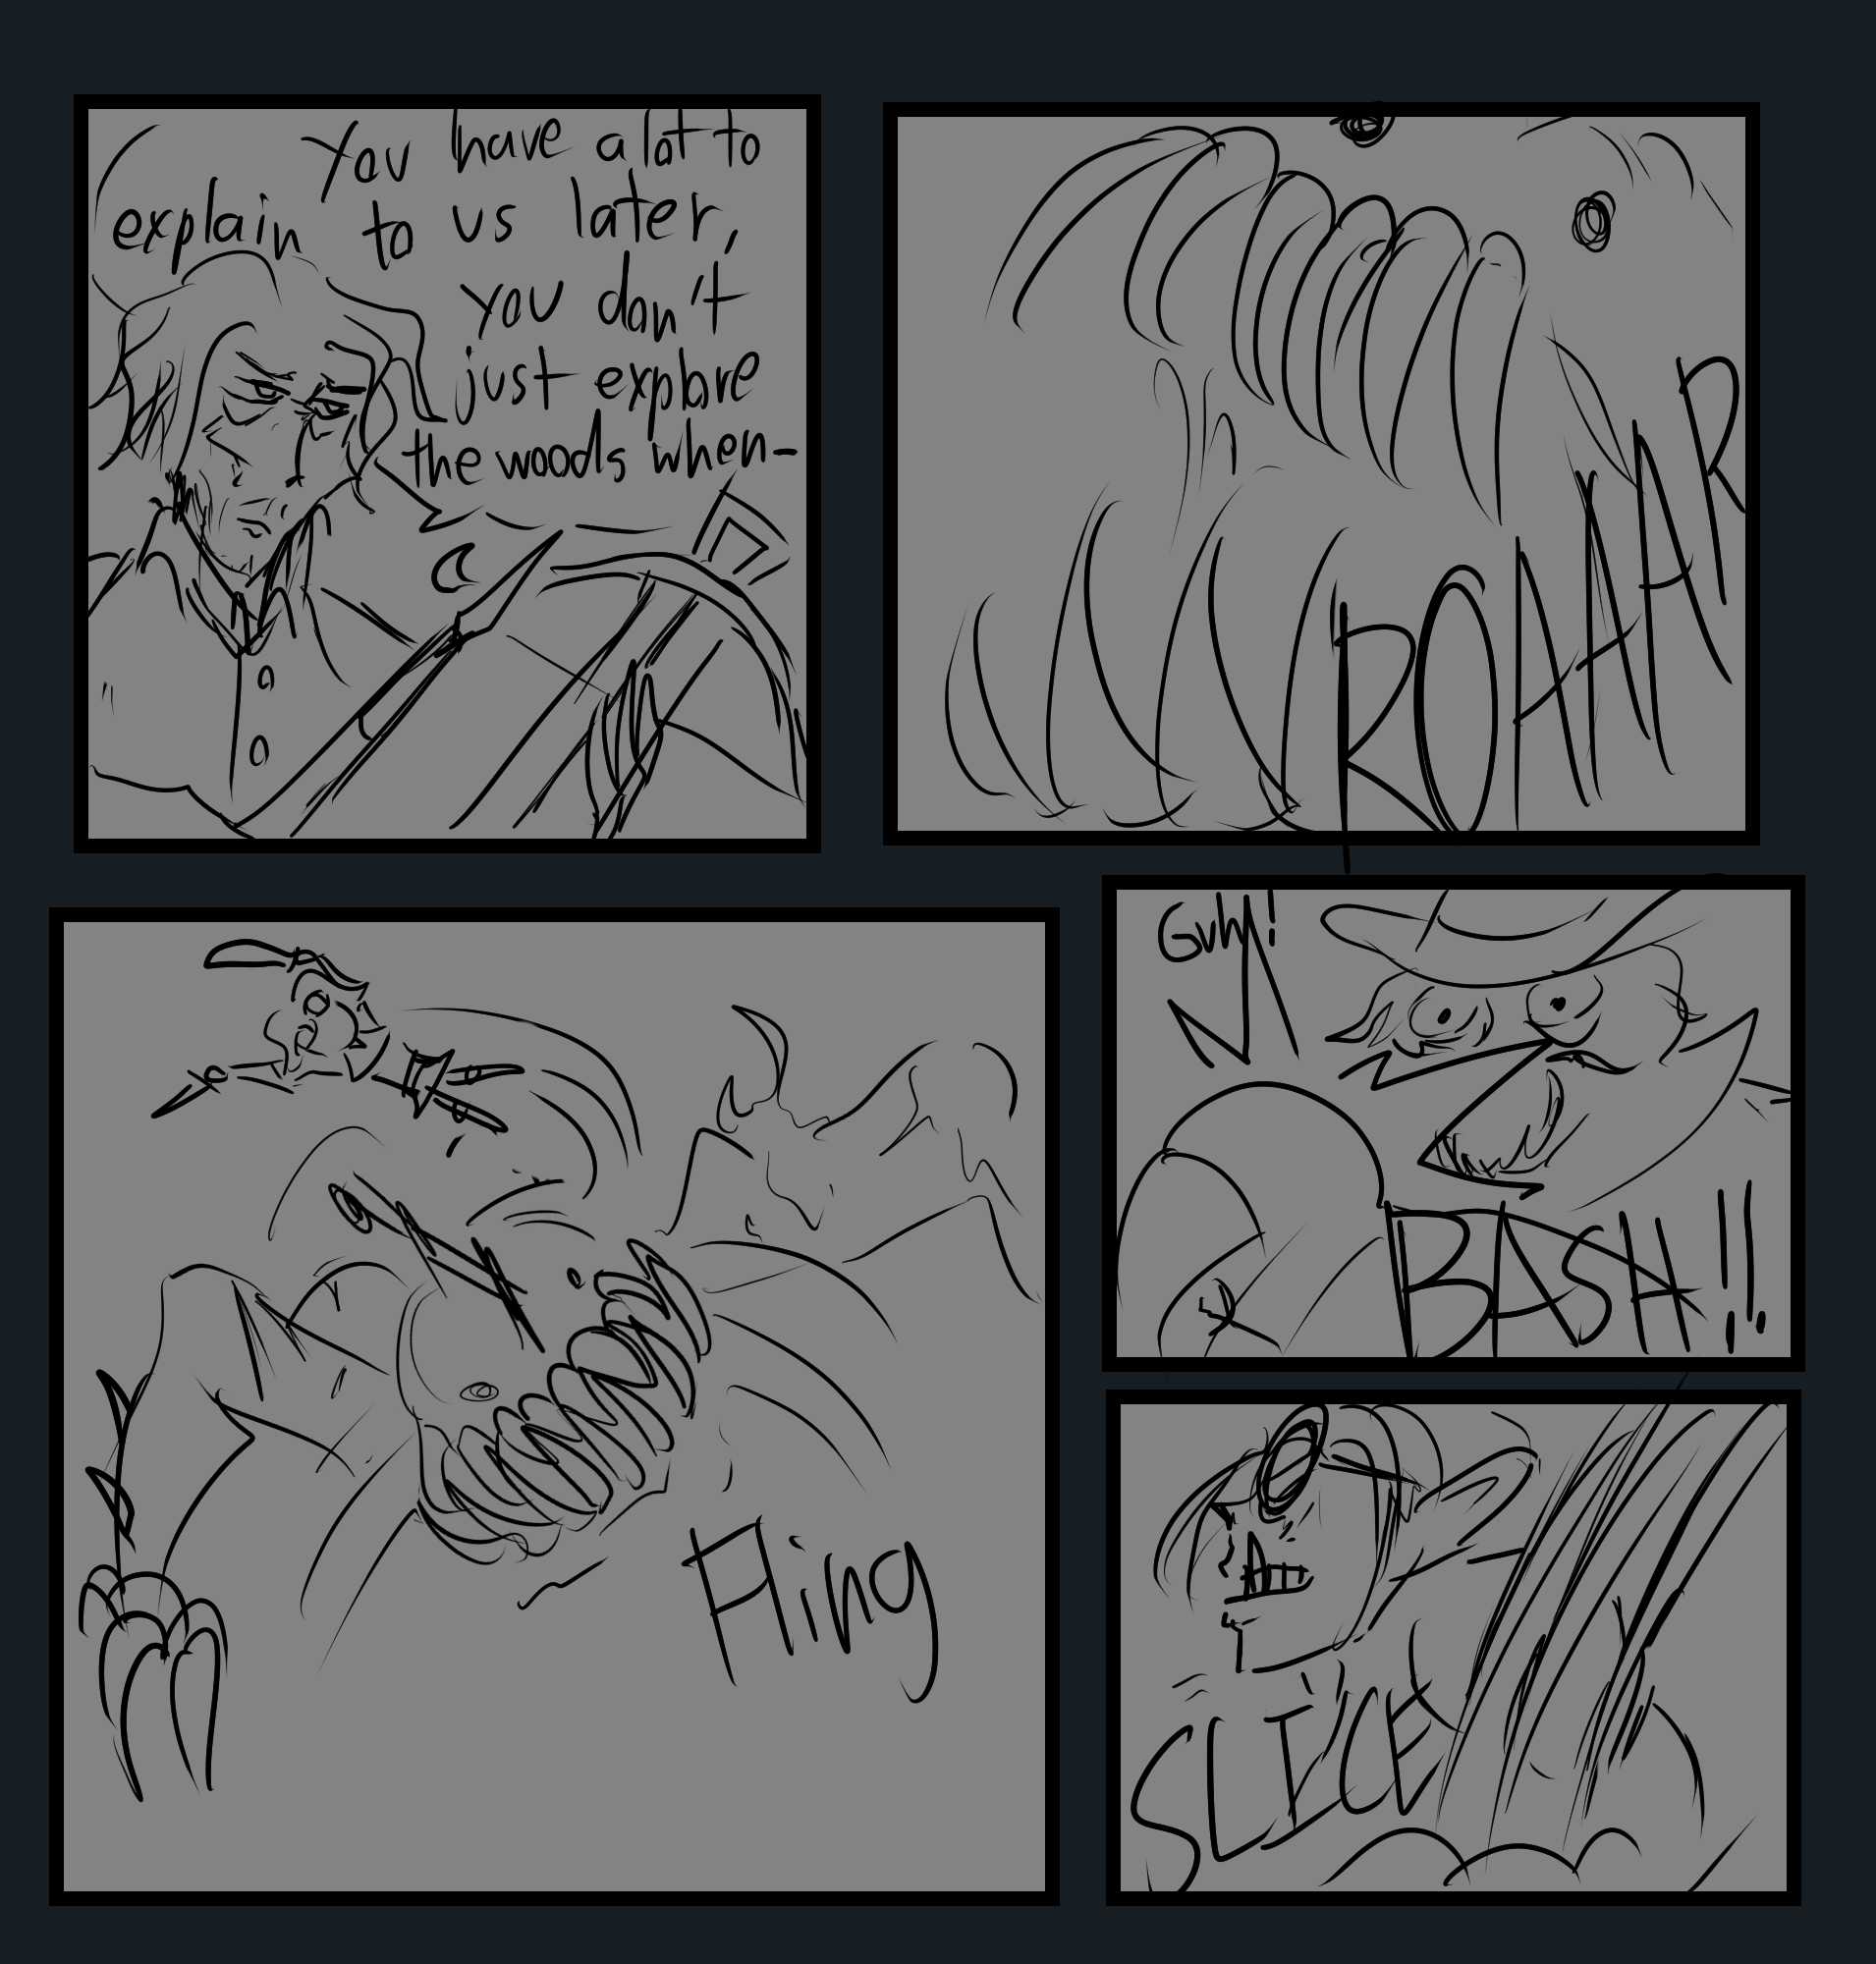 You have a lot to
explain to us later,
you don't
just explore
the woods when-
ROAAAR
Guh!
BASH!!
Fling
SLICE